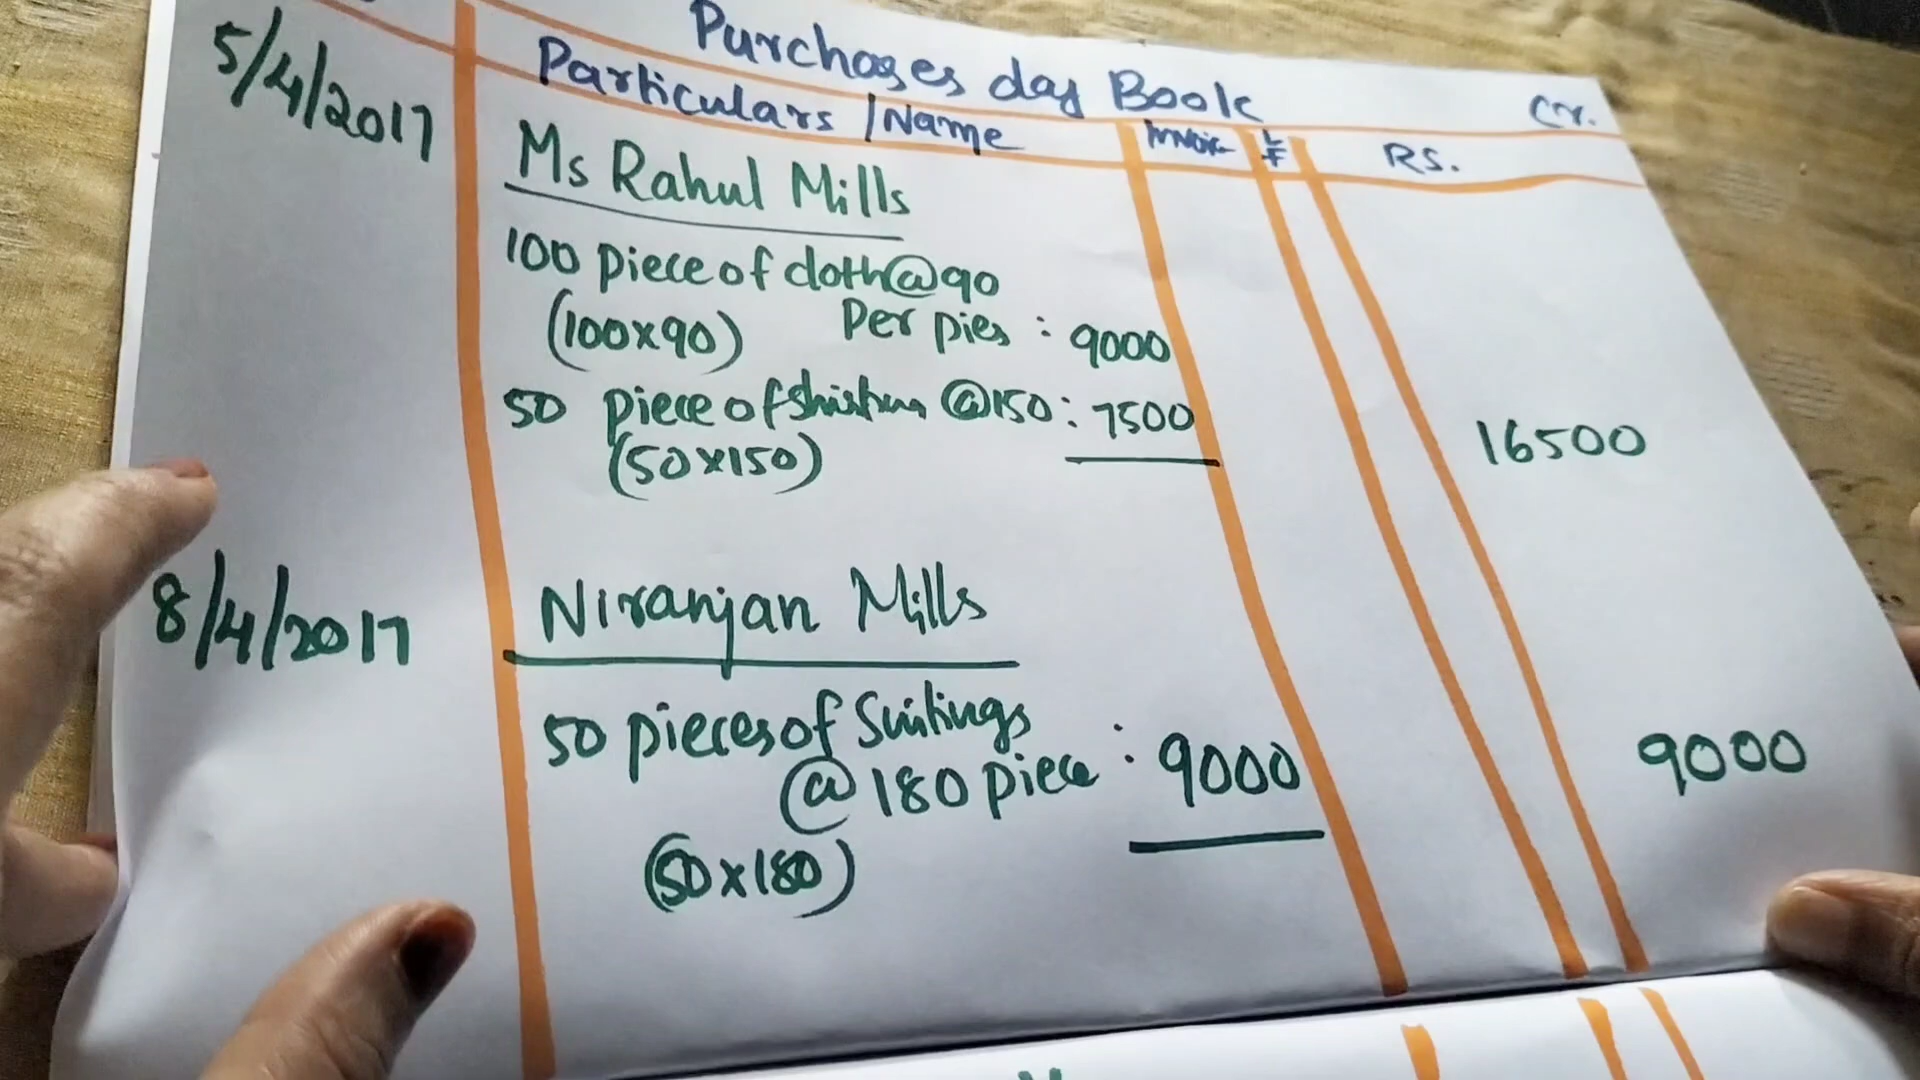 Purchases day Book
Cr.
Particulars / Name
L
F
RS.
5/4/2017
Ms Rahul Mills
100 piece of cloth @ 90
(100x90) Per pies : 9000
50 piece of @150 : 7500
16500
(50x150)
8/4/2017
Niranjan Mills
50 pieces of Suitings
@ 180 piece : 9000
9000
(50x180)